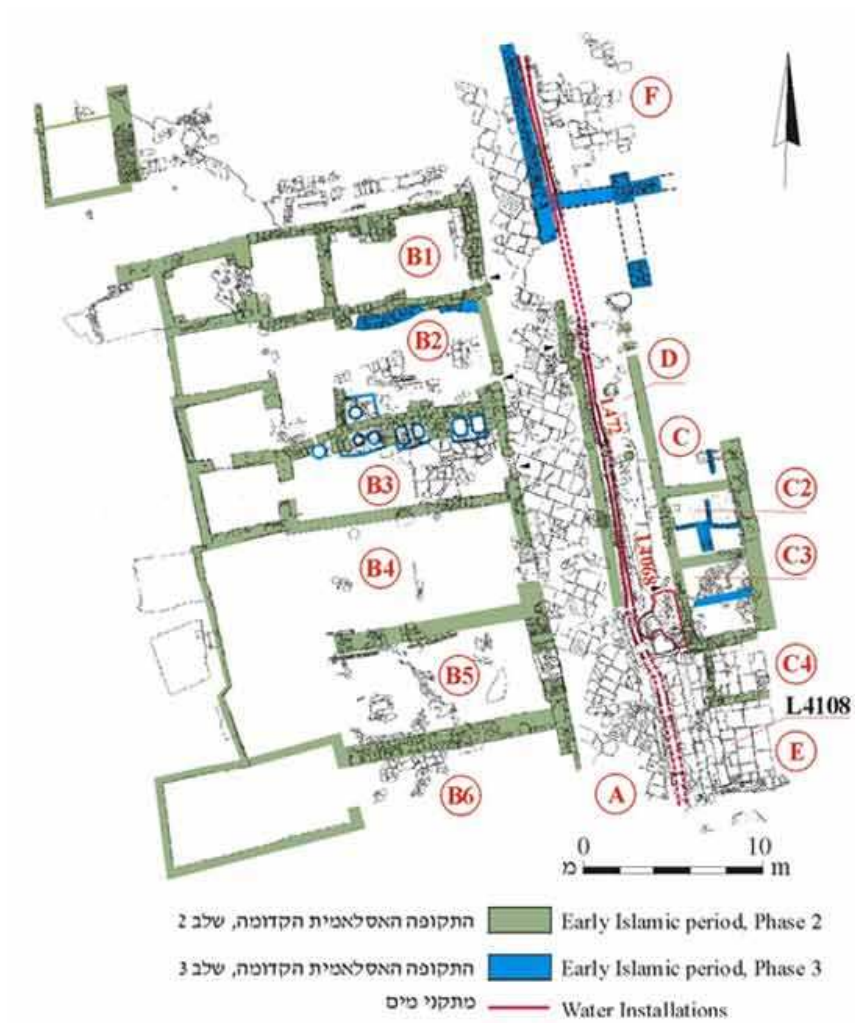 F
B1
B2
D
L472
C
B3
C2
L4068
C3
B4
C4
B5
L4108
E
A
B6
0 10
מ m
התקופה האסלאמית הקדומה, שלב 2 Early Islamic period, Phase 2
התקופה האסלאמית הקדומה, שלב 3 Early Islamic period, Phase 3
מתקני מים Water Installations